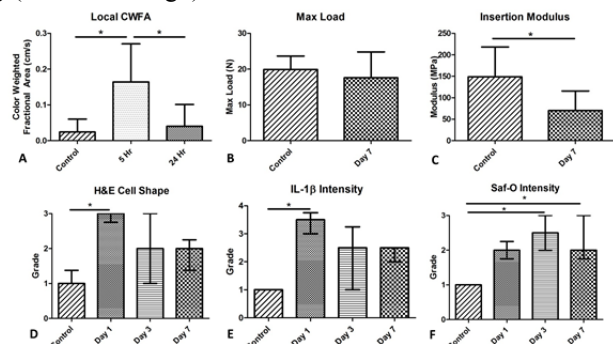 Local CWFA
Color Weighted
Fractional Area (cm/s)
0.3
0.2
0.1
0.0
*
*
Control
5 Hr
24 Hr
A
Max Load
Max Load (N)
30
20
10
0
Control
Day 7
B
Insertion Modulus
Modulus (MPa)
250
200
150
100
50
0
*
Control
Day 7
C
H&E Cell Shape
Grade
3
2
1
0
*
Control
Day 1
Day 3
Day 7
D
IL-1β Intensity
Grade
4
3
2
1
0
*
Control
Day 1
Day 3
Day 7
E
Saf-O Intensity
Grade
3
2
1
0
*
*
Control
Day 1
Day 3
Day 7
F